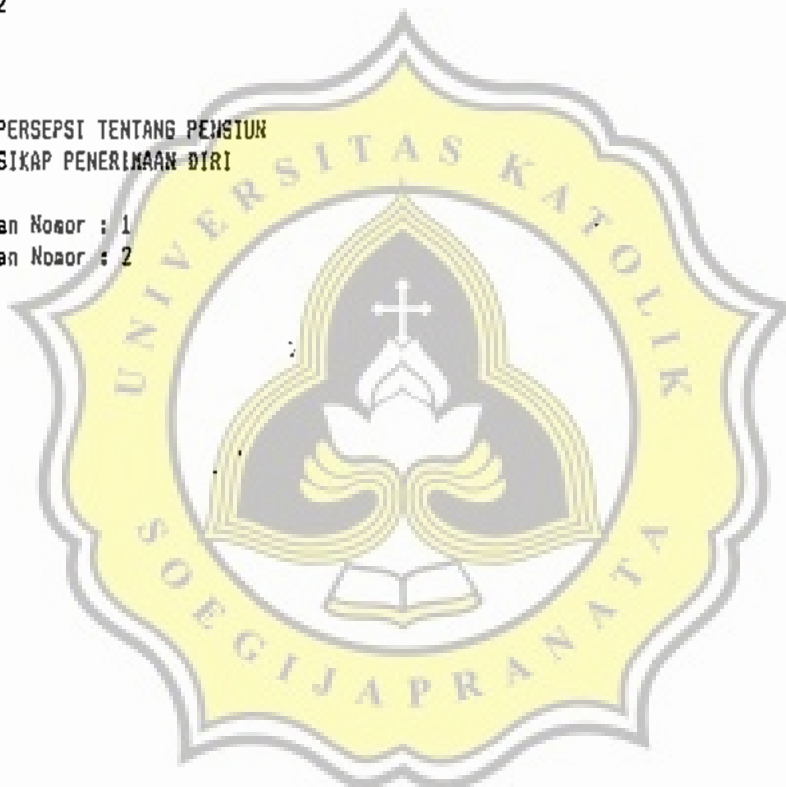 2
PERSEPSI TENTANG PENSIUN
SIKAP PENERIMAAN DIRI
an Nomor : 1
an Nomor : 2
UNIVERSITAS KATOLIK
SOEGIJAPRANATA